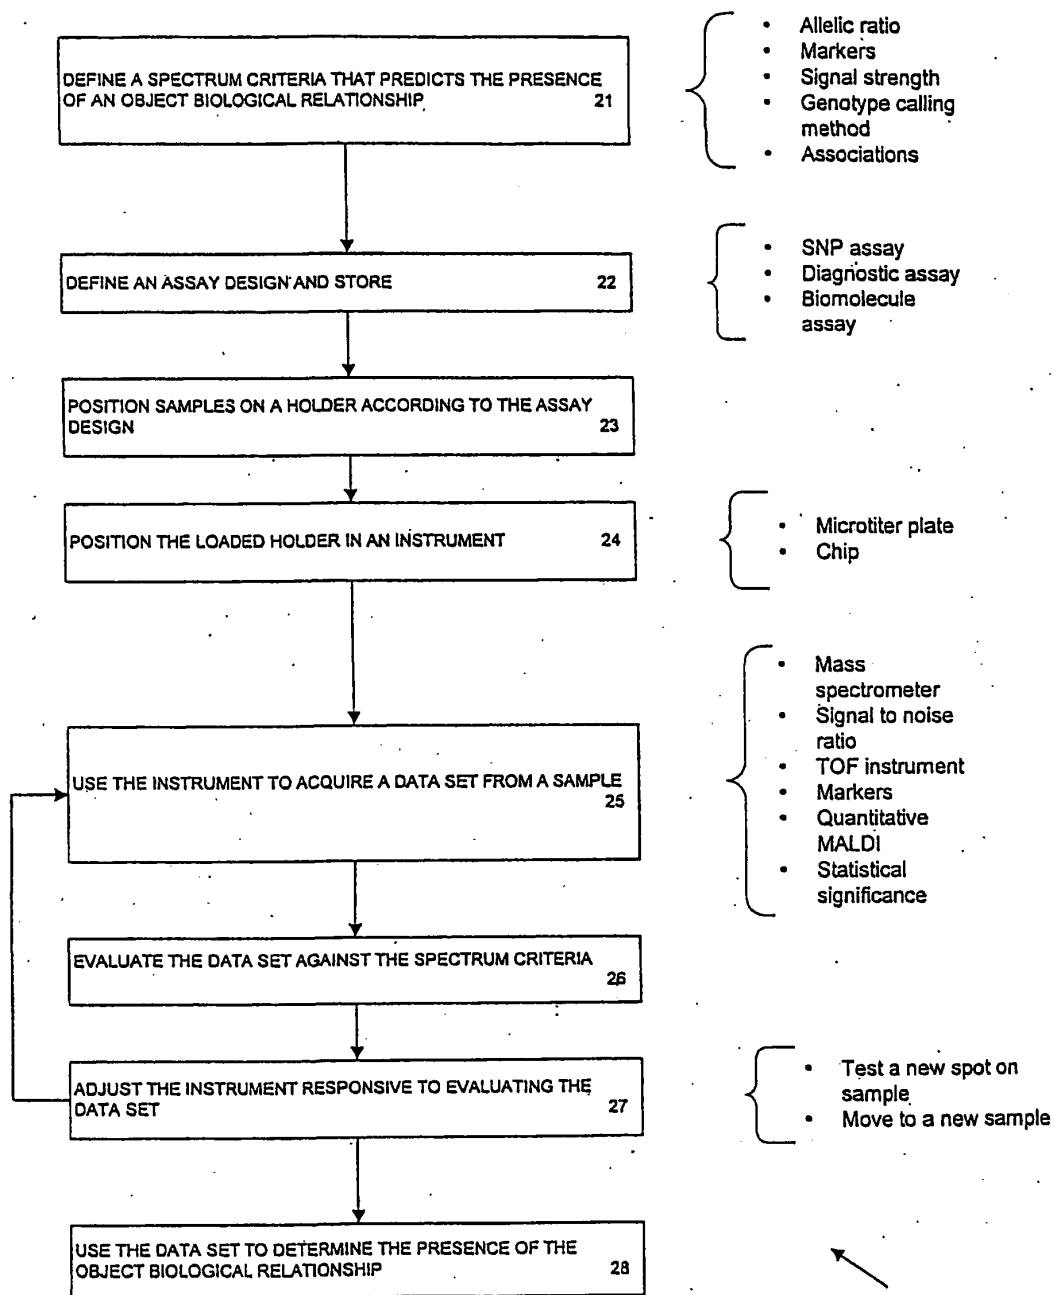 DEFINE A SPECTRUM CRITERIA THAT PREDICTS THE PRESENCE
OF AN OBJECT BIOLOGICAL RELATIONSHIP 21
• Allelic ratio
• Markers
• Signal strength
• Genotype calling
method
• Associations
DEFINE AN ASSAY DESIGN AND STORE 22
• SNP assay
• Diagnostic assay
• Biomolecule
assay
POSITION SAMPLES ON A HOLDER ACCORDING TO THE ASSAY
DESIGN 23
POSITION THE LOADED HOLDER IN AN INSTRUMENT 24
• Microtiter plate
• Chip
USE THE INSTRUMENT TO ACQUIRE A DATA SET FROM A SAMPLE
25
• Mass
spectrometer
• Signal to noise
ratio
• TOF instrument
• Markers
• Quantitative
MALDI
• Statistical
significance
EVALUATE THE DATA SET AGAINST THE SPECTRUM CRITERIA
26
ADJUST THE INSTRUMENT RESPONSIVE TO EVALUATING THE
DATA SET 27
• Test a new spot on
sample
• Move to a new sample
USE THE DATA SET TO DETERMINE THE PRESENCE OF THE
OBJECT BIOLOGICAL RELATIONSHIP 28